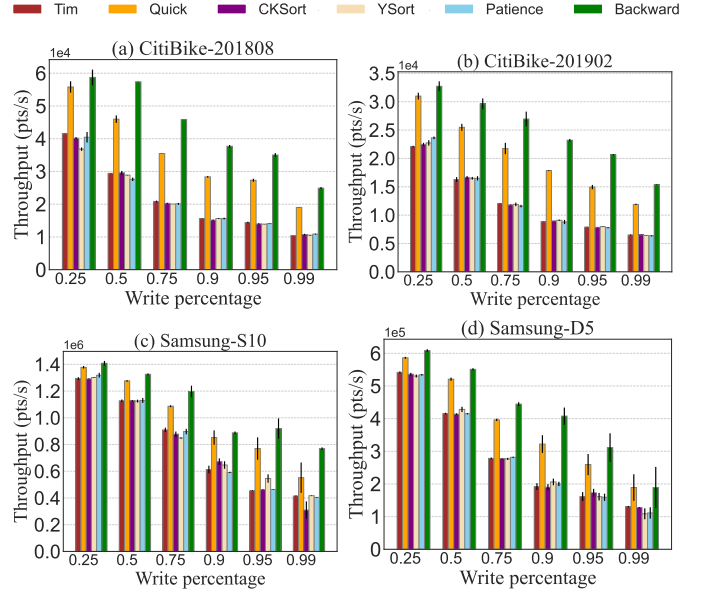 Tim Quick CKSort YSort Patience Backward
(a) CitiBike-201808
1e4
Throughput (pts/s)
6
5
4
3
2
1
0
0.25 0.5 0.75 0.9 0.95 0.99
Write percentage
(b) CitiBike-201902
1e4
Throughput (pts/s)
3.5
3.0
2.5
2.0
1.5
1.0
0.5
0.0
0.25 0.5 0.75 0.9 0.95 0.99
Write percentage
(c) Samsung-S10
1e6
Throughput (pts/s)
1.4
1.2
1.0
0.8
0.6
0.4
0.2
0.0
0.25 0.5 0.75 0.9 0.95 0.99
Write percentage
(d) Samsung-D5
1e5
Throughput (pts/s)
6
5
4
3
2
1
0
0.25 0.5 0.75 0.9 0.95 0.99
Write percentage